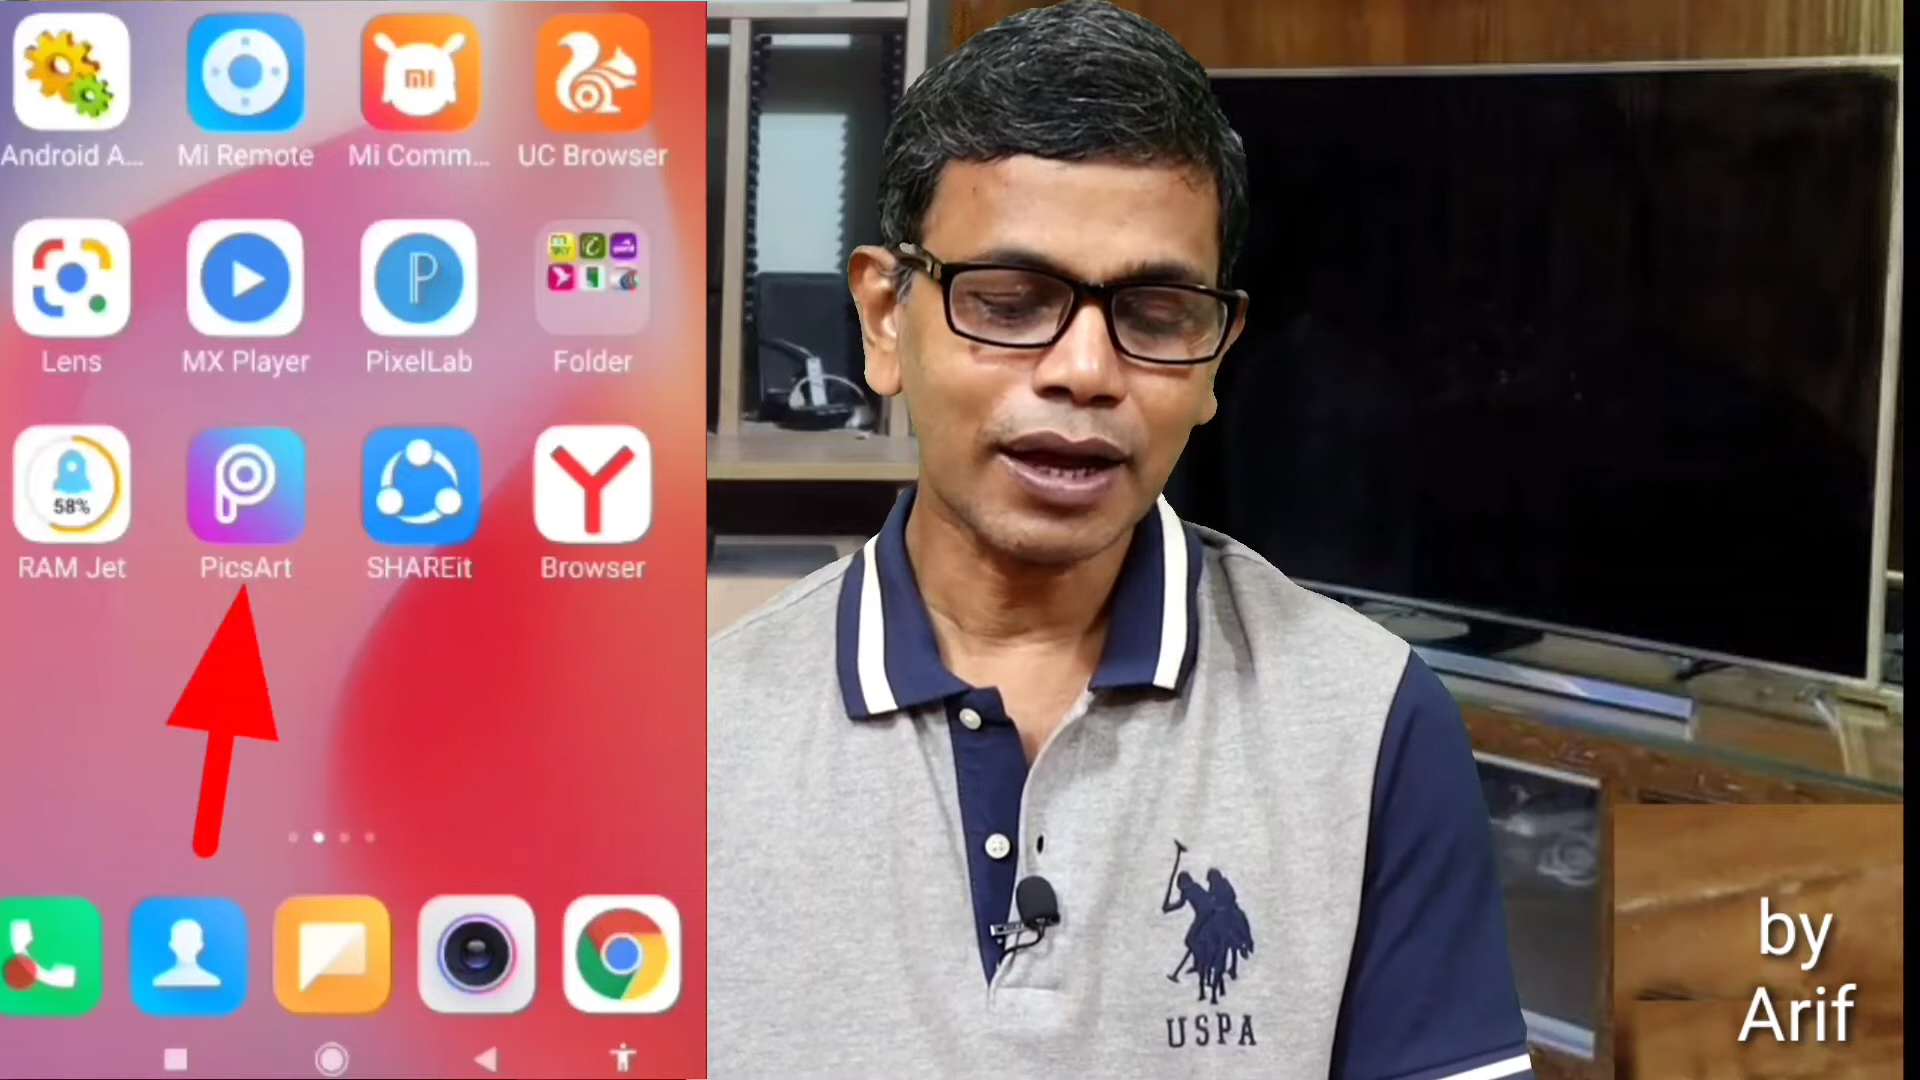 Android A...
Mi Remote
Mi Comm...
UC Browser
mi
Lens
MX Player
PixelLab
Folder
P
58%
RAM Jet
PicsArt
SHAREit
Browser
USPA
by
Arif